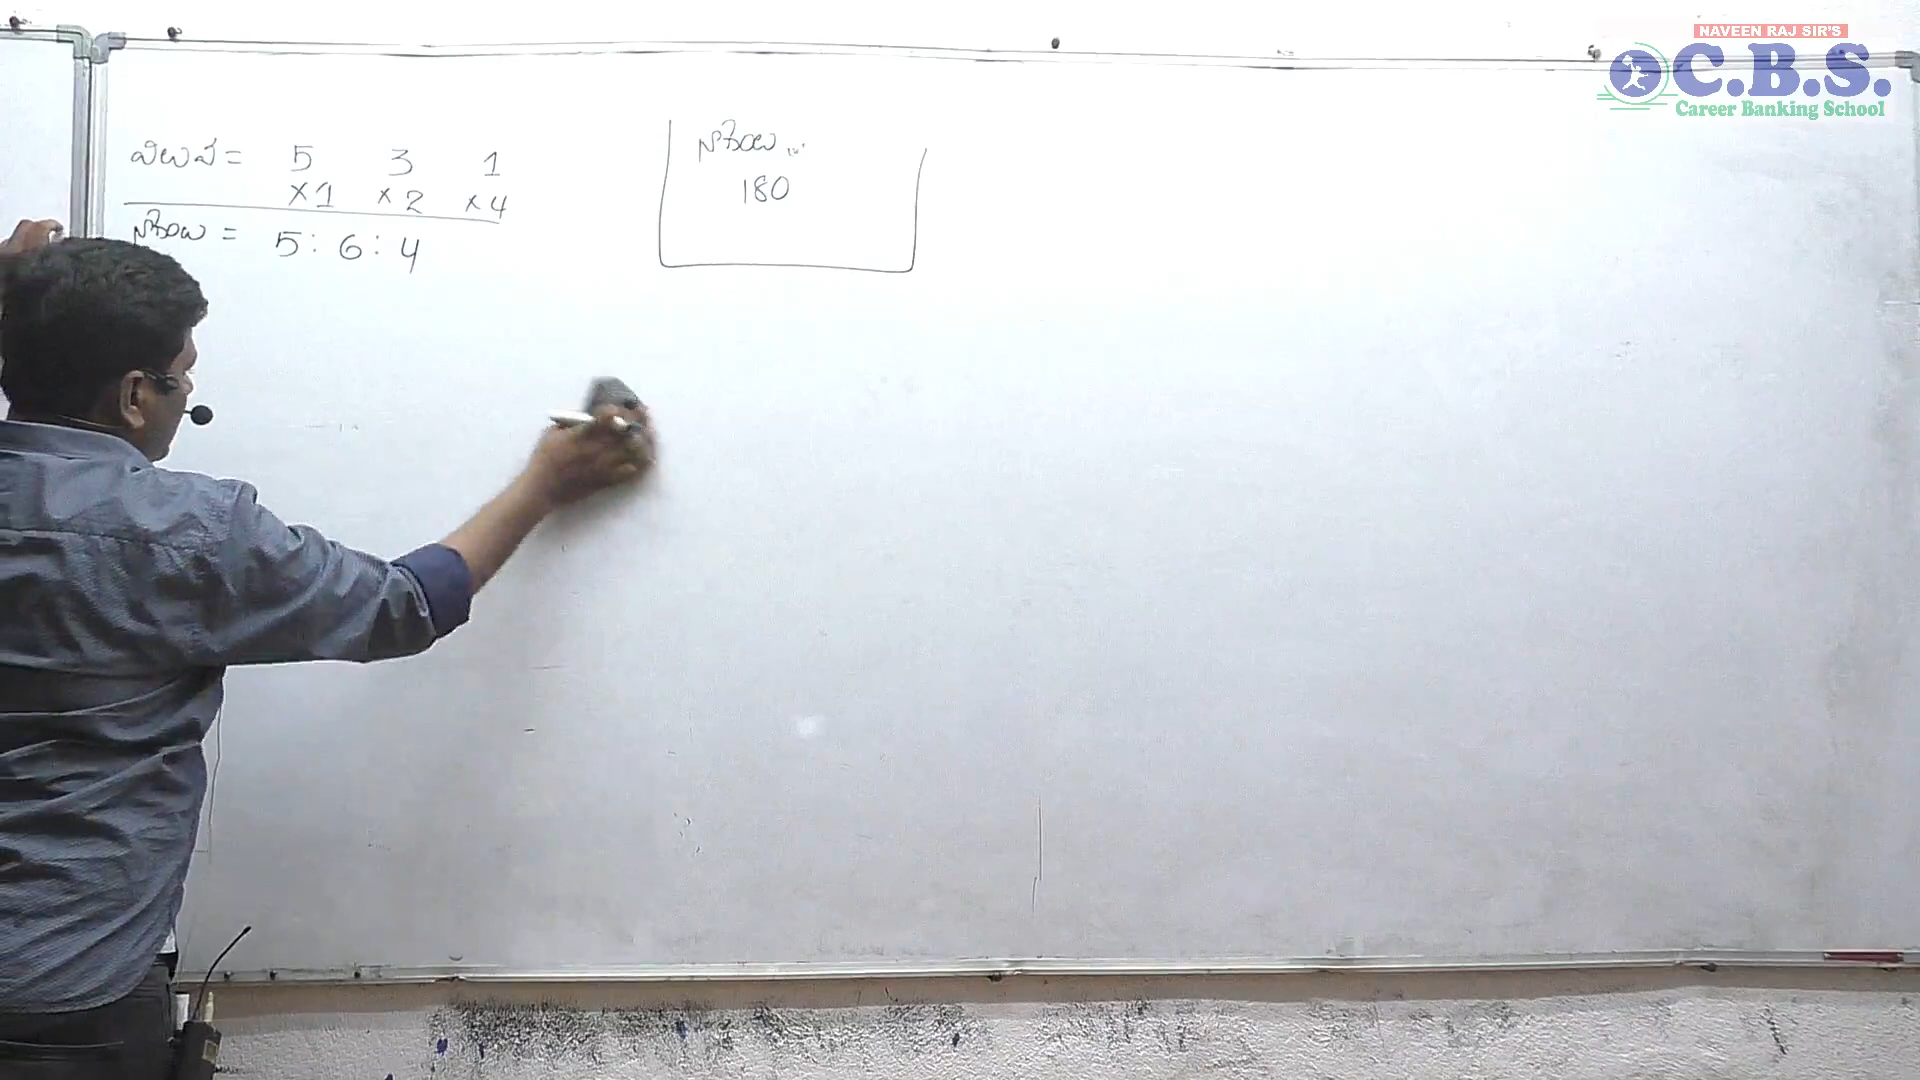 NAVEEN RAJ SIR'S
C.B.S.
Career Banking School
= 5 3 1
×1 ×2 ×4
= 5 : 6 : 4
180